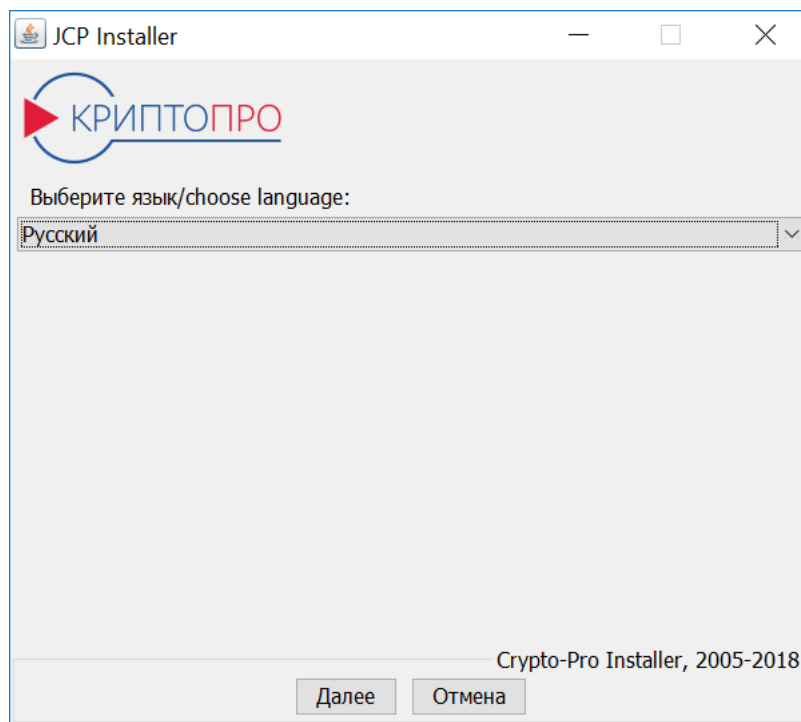 JCP Installer
КРИПТОПРО
Выберите язык/choose language:
Русский
Crypto-Pro Installer, 2005-2018
Далее Отмена